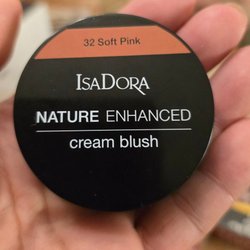 32 Soft Pink
ISADORA
NATURE ENHANCED
cream blush